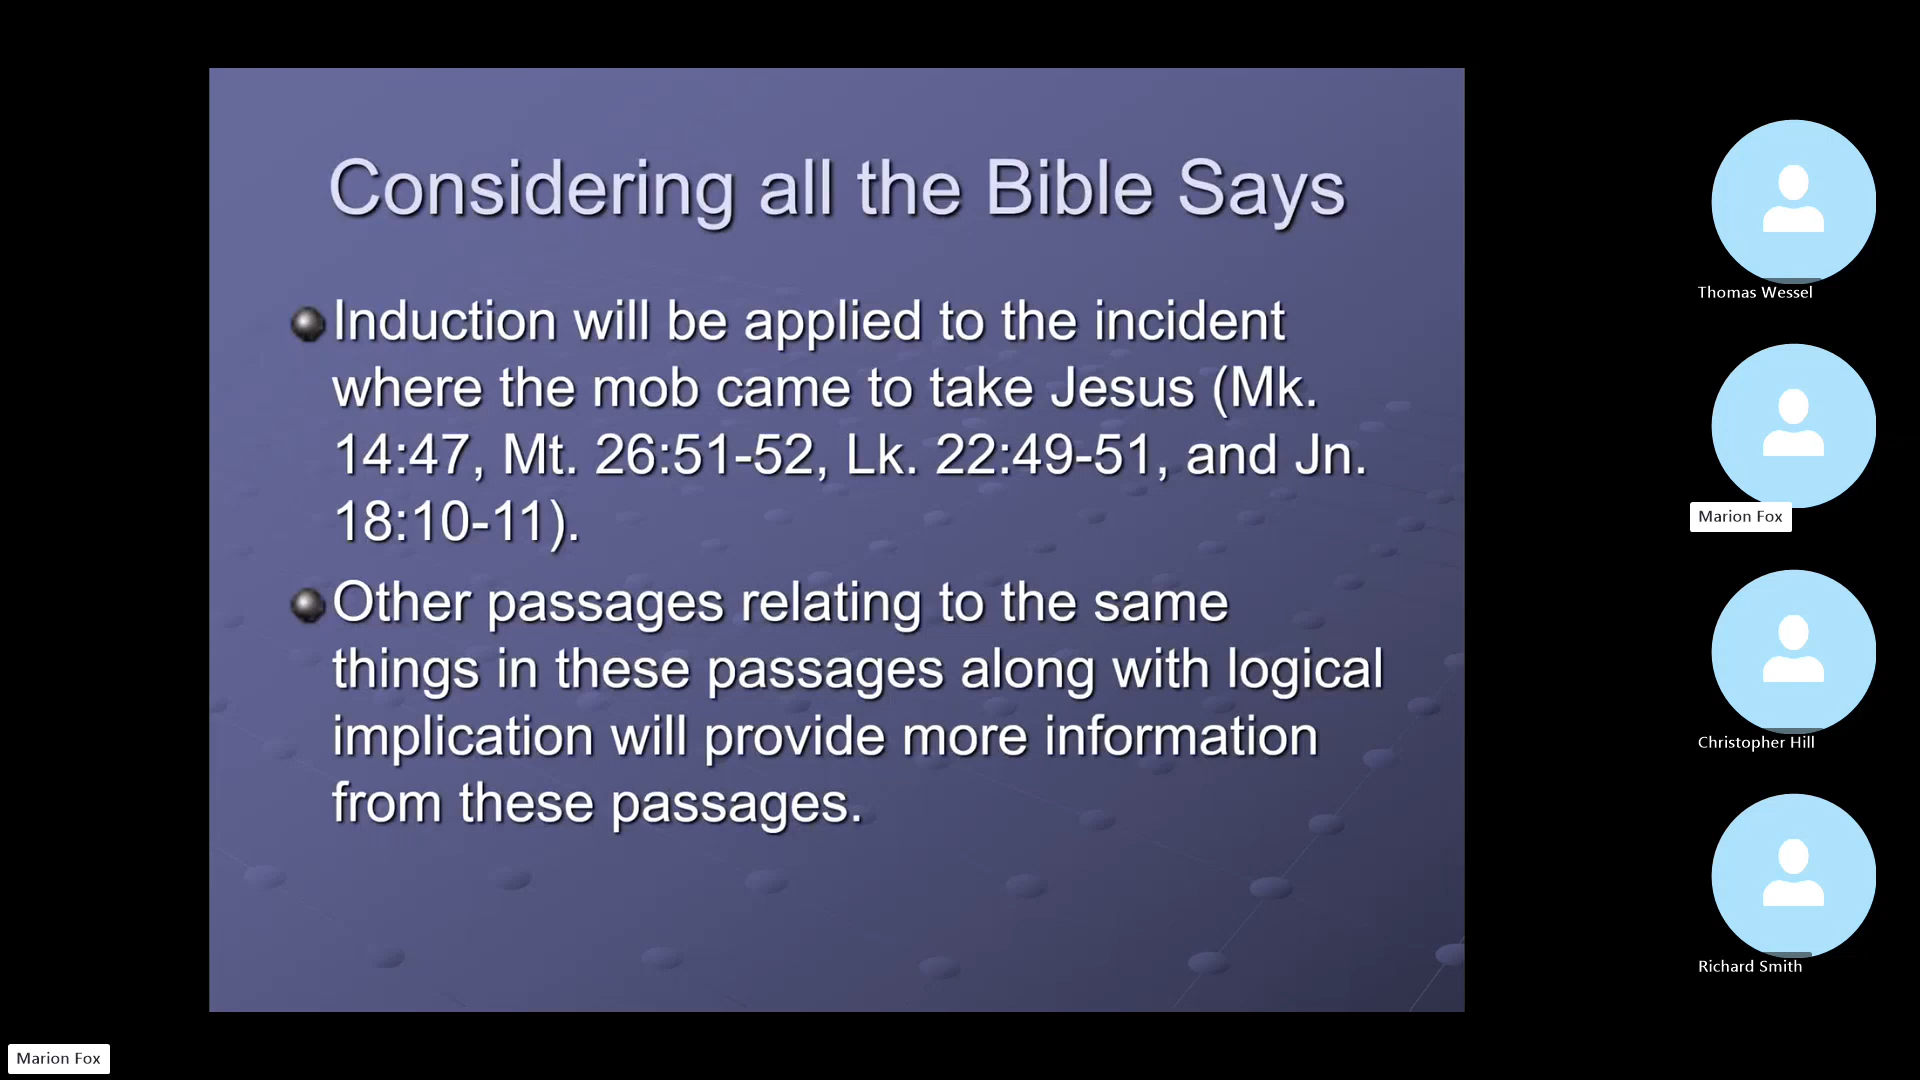 Considering all the Bible Says
Induction will be applied to the incident
where the mob came to take Jesus (Mk.
14:47, Mt. 26:51-52, Lk. 22:49-51, and Jn.
18:10-11).
Other passages relating to the same
things in these passages along with logical
implication will provide more information
from these passages.
Thomas Wessel
Marion Fox
Christopher Hill
Richard Smith
Marion Fox